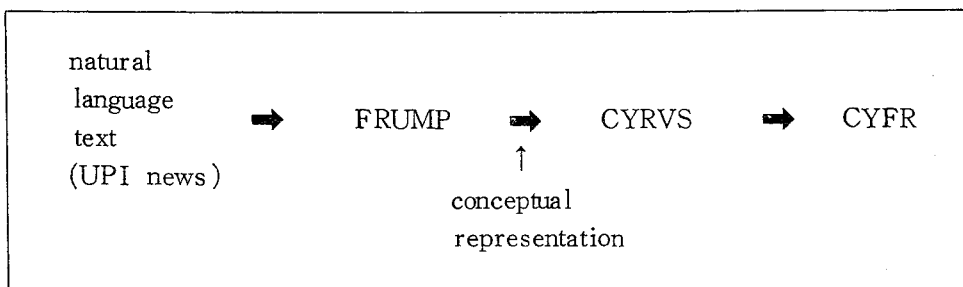 natural
language
text
(UPI news)
➡ FRUMP ➡ CYRVS ➡ CYFR
↑
conceptual
representation